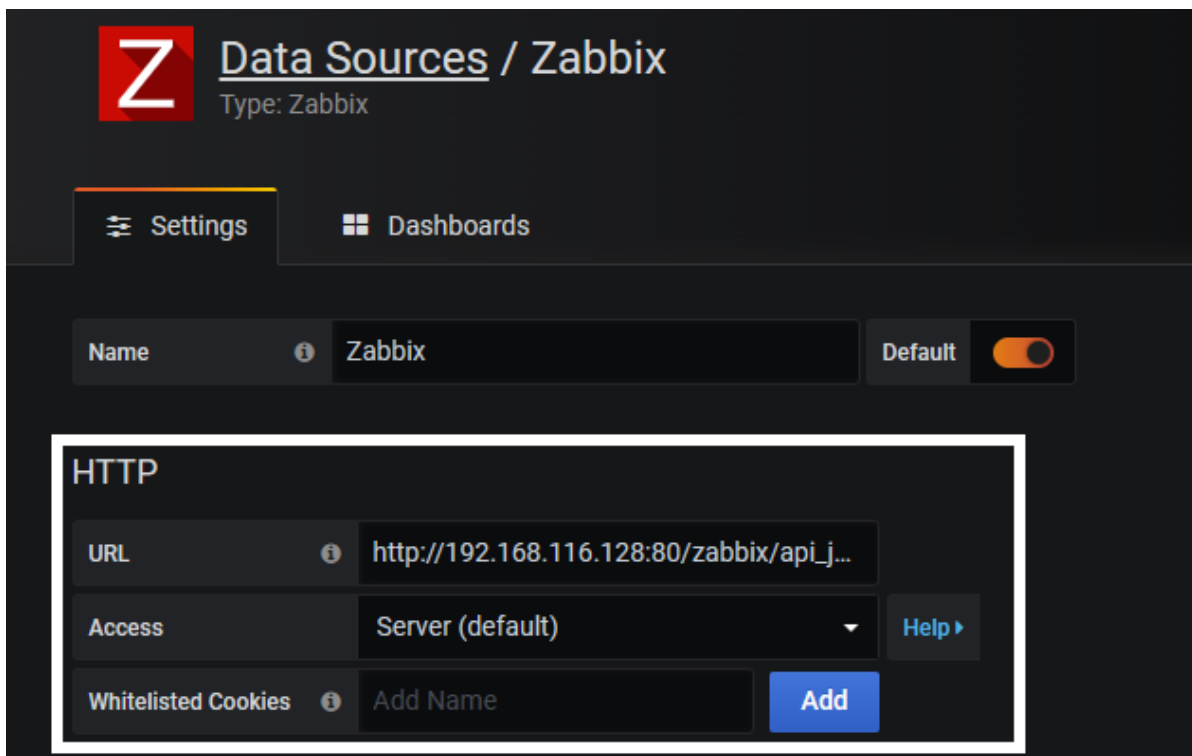 Z
Data Sources / Zabbix
Type: Zabbix
Settings
Dashboards
Name
Zabbix
Default
HTTP
URL
http://192.168.116.128:80/zabbix/api_j...
Access
Server (default)
Help
Whitelisted Cookies
Add Name
Add